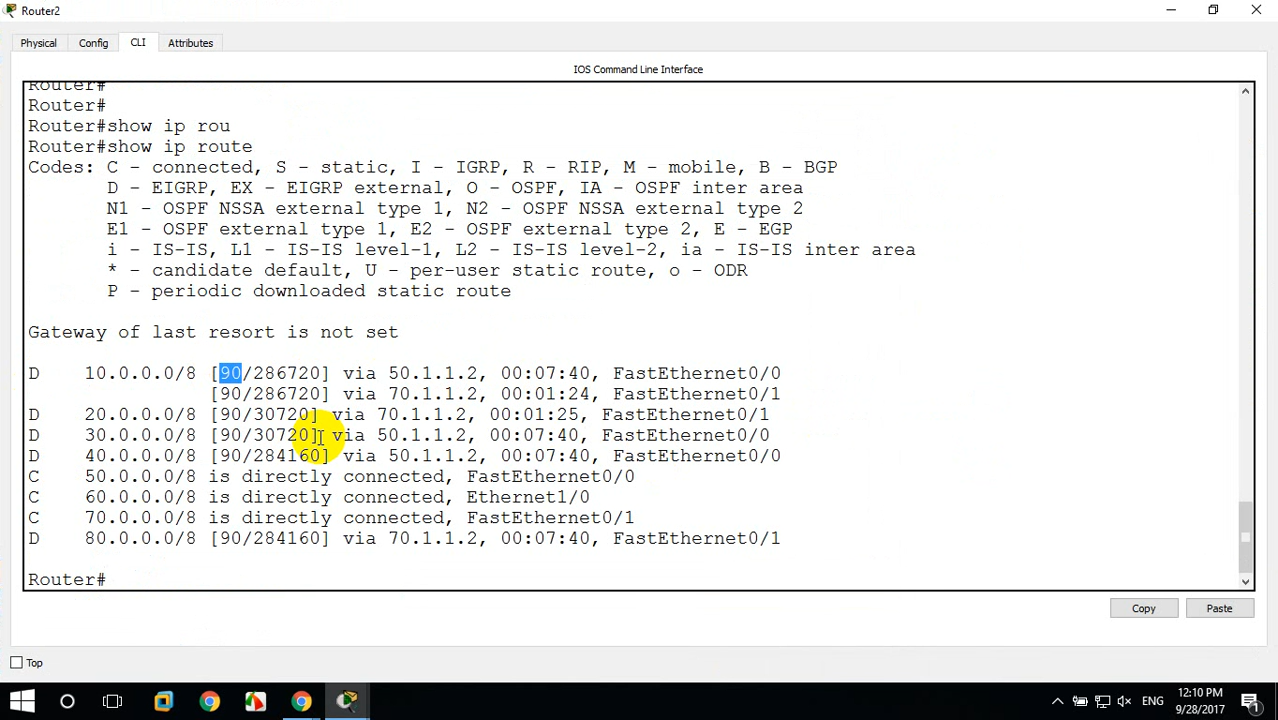 Router2
Physical Config CLI Attributes
IOS Command Line Interface
Router#
Router#
Router#show ip rou
Router#show ip route
Codes: C - connected, S - static, I - IGRP, R - RIP, M - mobile, B - BGP
D - EIGRP, EX - EIGRP external, O - OSPF, IA - OSPF inter area
N1 - OSPF NSSA external type 1, N2 - OSPF NSSA external type 2
E1 - OSPF external type 1, E2 - OSPF external type 2, E - EGP
i - IS-IS, L1 - IS-IS level-1, L2 - IS-IS level-2, ia - IS-IS inter area
* - candidate default, U - per-user static route, o - ODR
P - periodic downloaded static route
Gateway of last resort is not set
D 10.0.0.0/8 [90/286720] via 50.1.1.2, 00:07:40, FastEthernet0/0
[90/286720] via 70.1.1.2, 00:01:24, FastEthernet0/1
D 20.0.0.0/8 [90/30720] via 70.1.1.2, 00:01:25, FastEthernet0/1
D 30.0.0.0/8 [90/30720] via 50.1.1.2, 00:07:40, FastEthernet0/0
D 40.0.0.0/8 [90/284160] via 50.1.1.2, 00:07:40, FastEthernet0/0
C 50.0.0.0/8 is directly connected, FastEthernet0/0
C 60.0.0.0/8 is directly connected, Ethernet1/0
C 70.0.0.0/8 is directly connected, FastEthernet0/1
D 80.0.0.0/8 [90/284160] via 70.1.1.2, 00:07:40, FastEthernet0/1
Router#
Copy Paste
Top
ENG
12:10 PM
9/28/2017
1